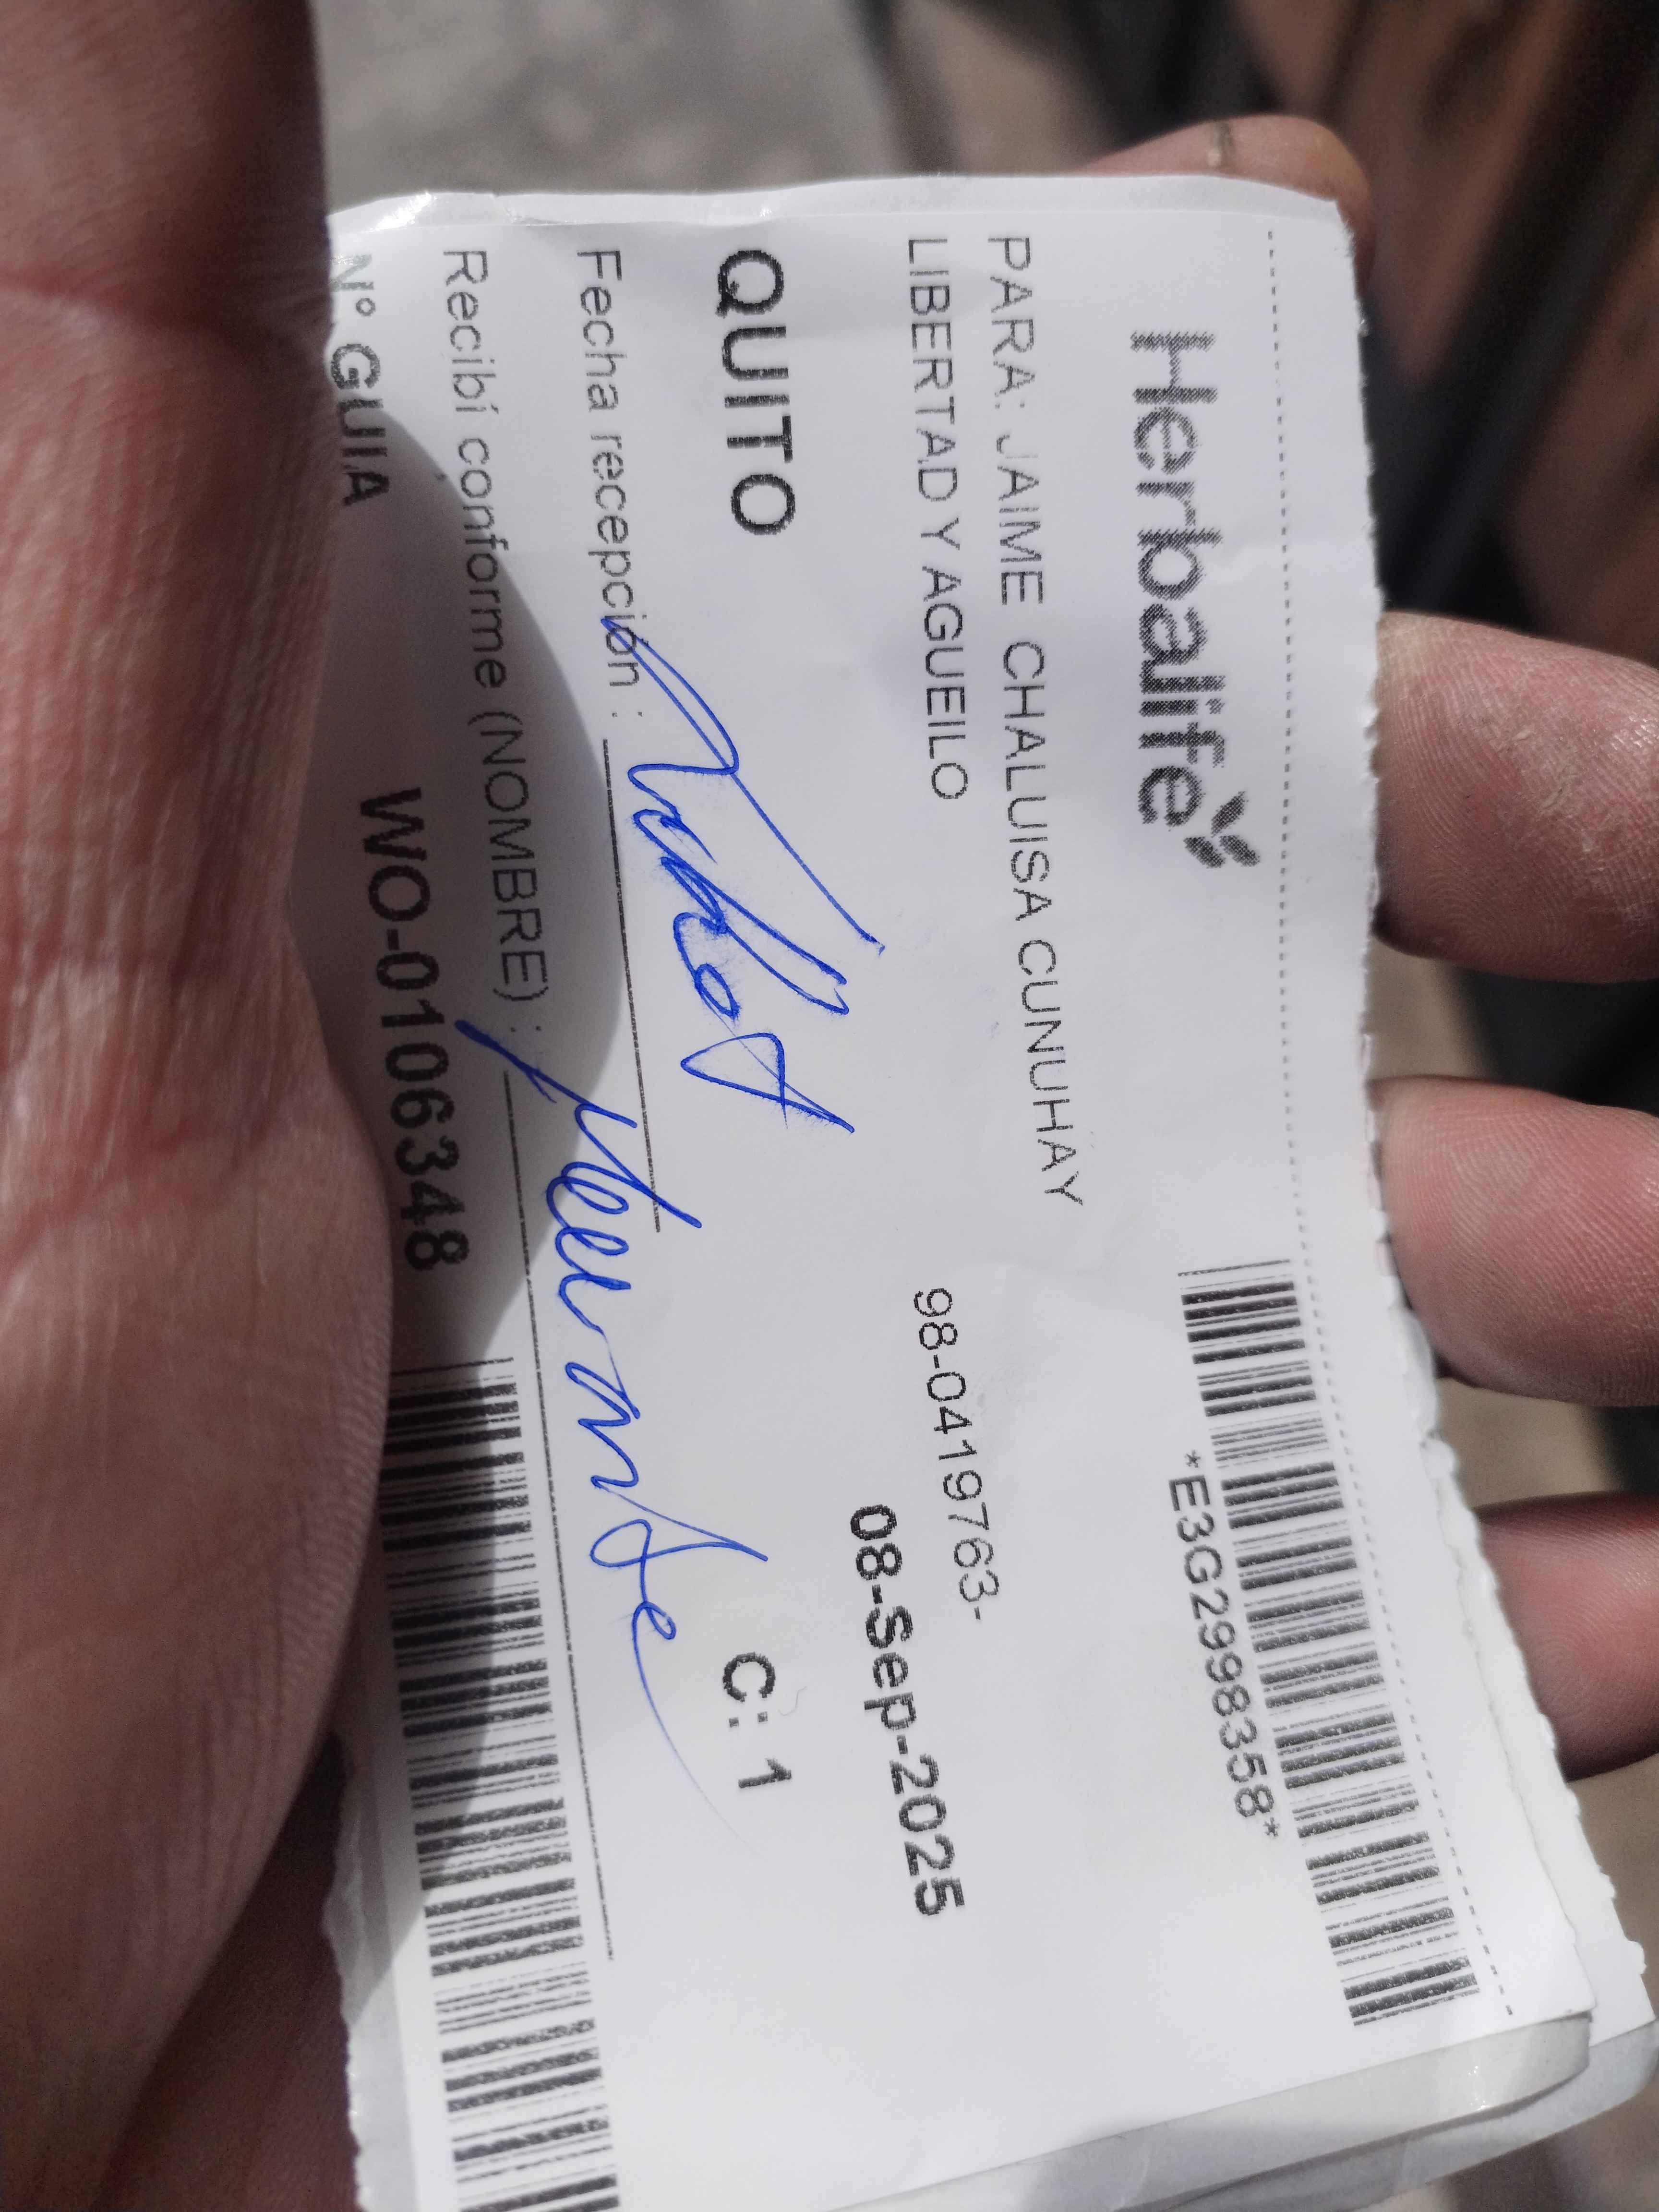 Herbalife
*E3G2998358*
PARA: JAIME CHALUISA CUNUHAY
LIBERTAD Y AGUEILO
98-0419763-
08-Sep-2025
QUITO
C: 1
Fecha recepción :
Recibí conforme (NOMBRE) :
N° GUIA
WO-0106348